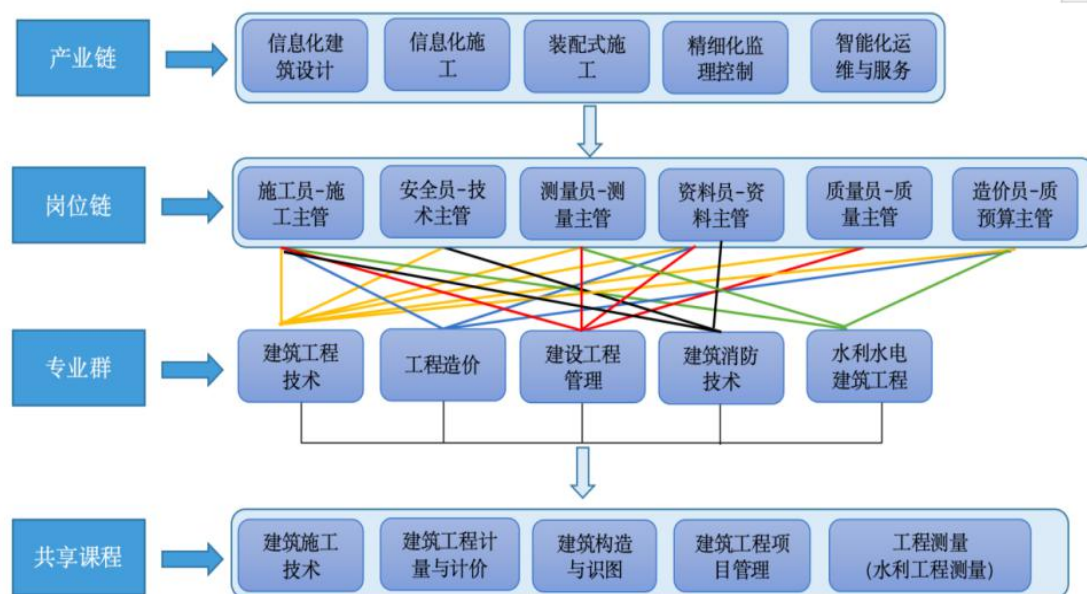 产业链
信息化建
筑设计
信息化施
工
装配式施
工
精细化监
理控制
智能化运
维与服务
岗位链
施工员-施
工主管
安全员-技
术主管
测量员-测
量主管
资料员-资
料主管
质量员-质
量主管
造价员-质
预算主管
专业群
建筑工程
技术
工程造价
建设工程
管理
建筑消防
技术
水利水电
建筑工程
共享课程
建筑施工
技术
建筑工程计
量与计价
建筑构造
与识图
建筑工程项
目管理
工程测量
(水利工程测量)